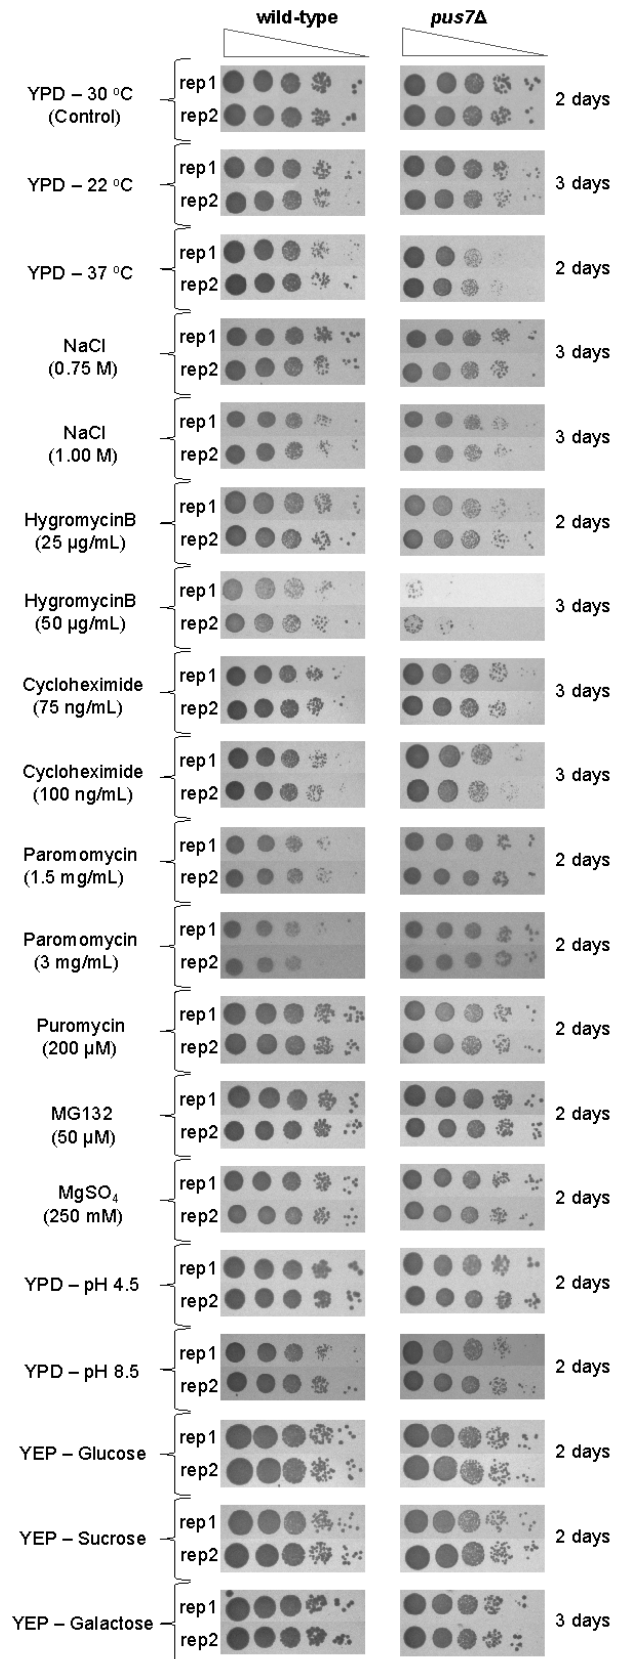 wild-type pus7Δ
YPD – 30 ⁰C
(Control)
rep1
rep2
2 days
YPD – 22 ⁰C
rep1
rep2
3 days
YPD – 37 ⁰C
rep1
rep2
2 days
NaCl
(0.75 M)
rep1
rep2
3 days
NaCl
(1.00 M)
rep1
rep2
3 days
HygromycinB
(25 µg/mL)
rep1
rep2
2 days
HygromycinB
(50 µg/mL)
rep1
rep2
3 days
Cycloheximide
(75 ng/mL)
rep1
rep2
3 days
Cycloheximide
(100 ng/mL)
rep1
rep2
3 days
Paromomycin
(1.5 mg/mL)
rep1
rep2
2 days
Paromomycin
(3 mg/mL)
rep1
rep2
2 days
Puromycin
(200 µM)
rep1
rep2
2 days
MG132
(50 µM)
rep1
rep2
2 days
MgSO₄
(250 mM)
rep1
rep2
2 days
YPD – pH 4.5
rep1
rep2
2 days
YPD – pH 8.5
rep1
rep2
2 days
YEP – Glucose
rep1
rep2
2 days
YEP – Sucrose
rep1
rep2
2 days
YEP – Galactose
rep1
rep2
3 days